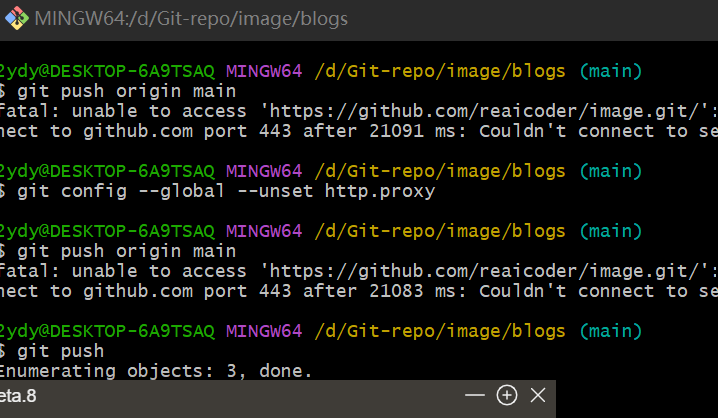 MINGW64:/d/Git-repo/image/blogs
2ydy@DESKTOP-6A9TSAQ MINGW64 /d/Git-repo/image/blogs (main)
$ git push origin main
fatal: unable to access 'https://github.com/reaicoder/image.git/':
nect to github.com port 443 after 21091 ms: Couldn't connect to se
2ydy@DESKTOP-6A9TSAQ MINGW64 /d/Git-repo/image/blogs (main)
$ git config --global --unset http.proxy
2ydy@DESKTOP-6A9TSAQ MINGW64 /d/Git-repo/image/blogs (main)
$ git push origin main
fatal: unable to access 'https://github.com/reaicoder/image.git/':
nect to github.com port 443 after 21083 ms: Couldn't connect to se
2ydy@DESKTOP-6A9TSAQ MINGW64 /d/Git-repo/image/blogs (main)
$ git push
Enumerating objects: 3, done.
eta.8